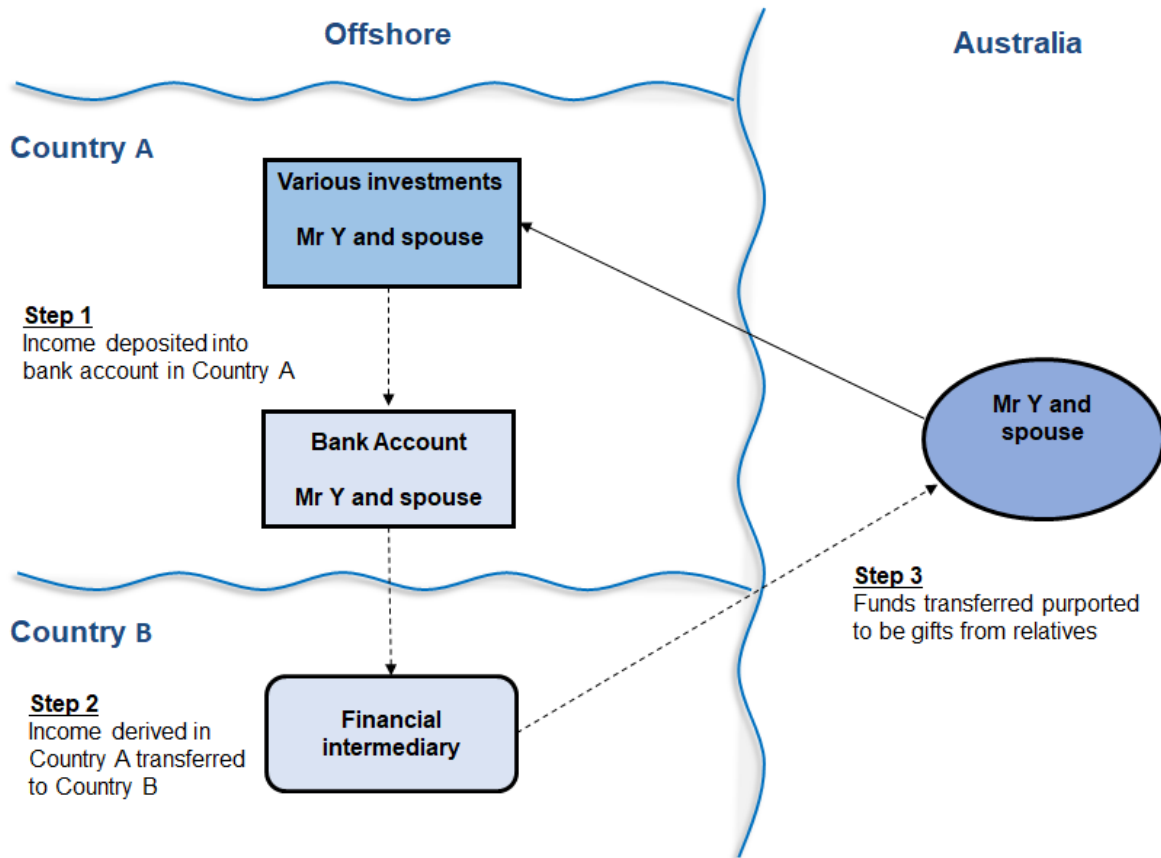 Offshore
Australia
Country A
Various investments
Mr Y and spouse
Step 1
Income deposited into
bank account in Country A
Bank Account
Mr Y and spouse
Mr Y and
spouse
Step 3
Funds transferred purported
to be gifts from relatives
Country B
Step 2
Income derived in
Country A transferred
to Country B
Financial
intermediary